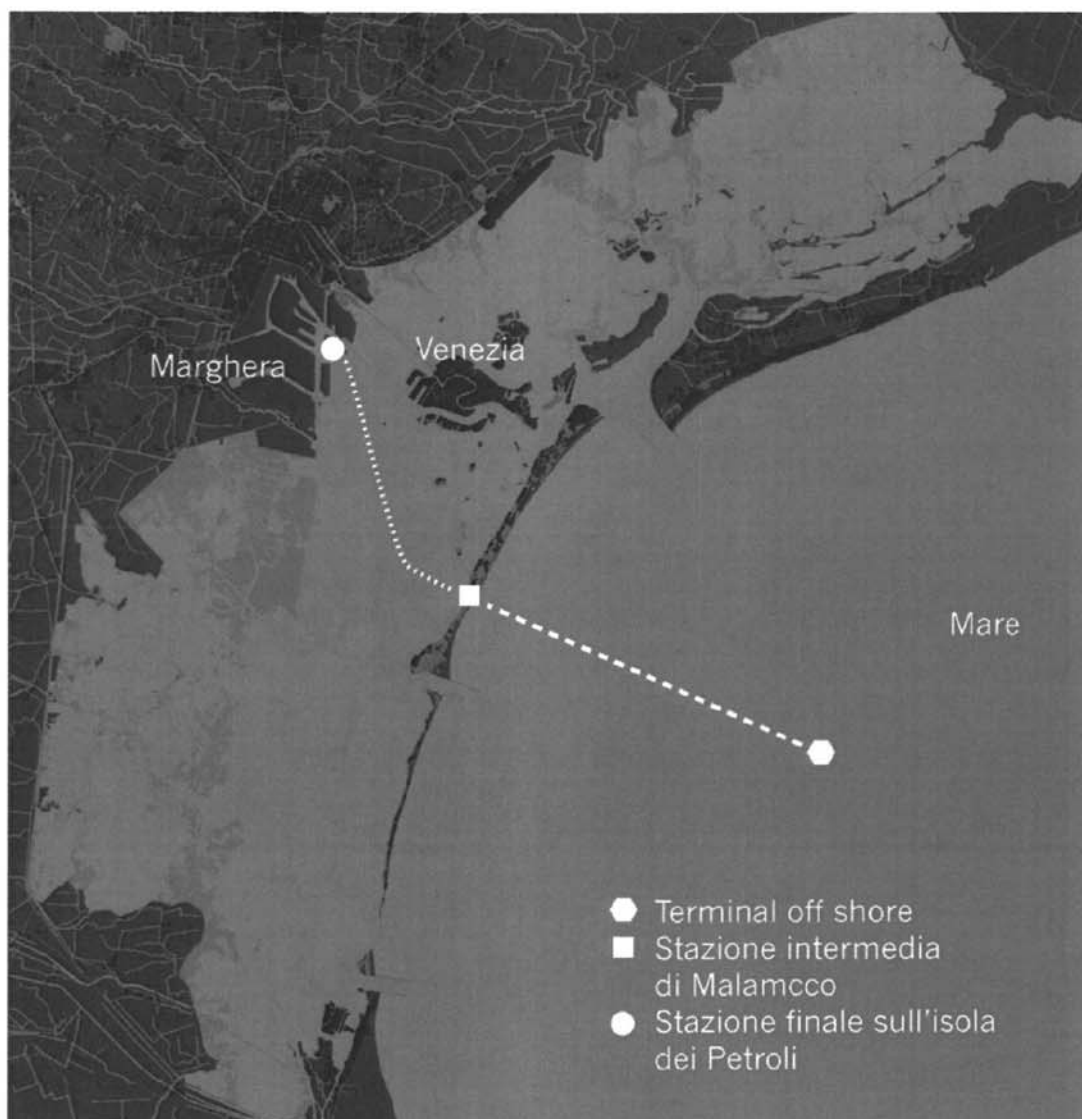 Marghera
Venezia
Mare
Terminal off shore
Stazione intermedia
di Malamcco
Stazione finale sull'isola
dei Petroli